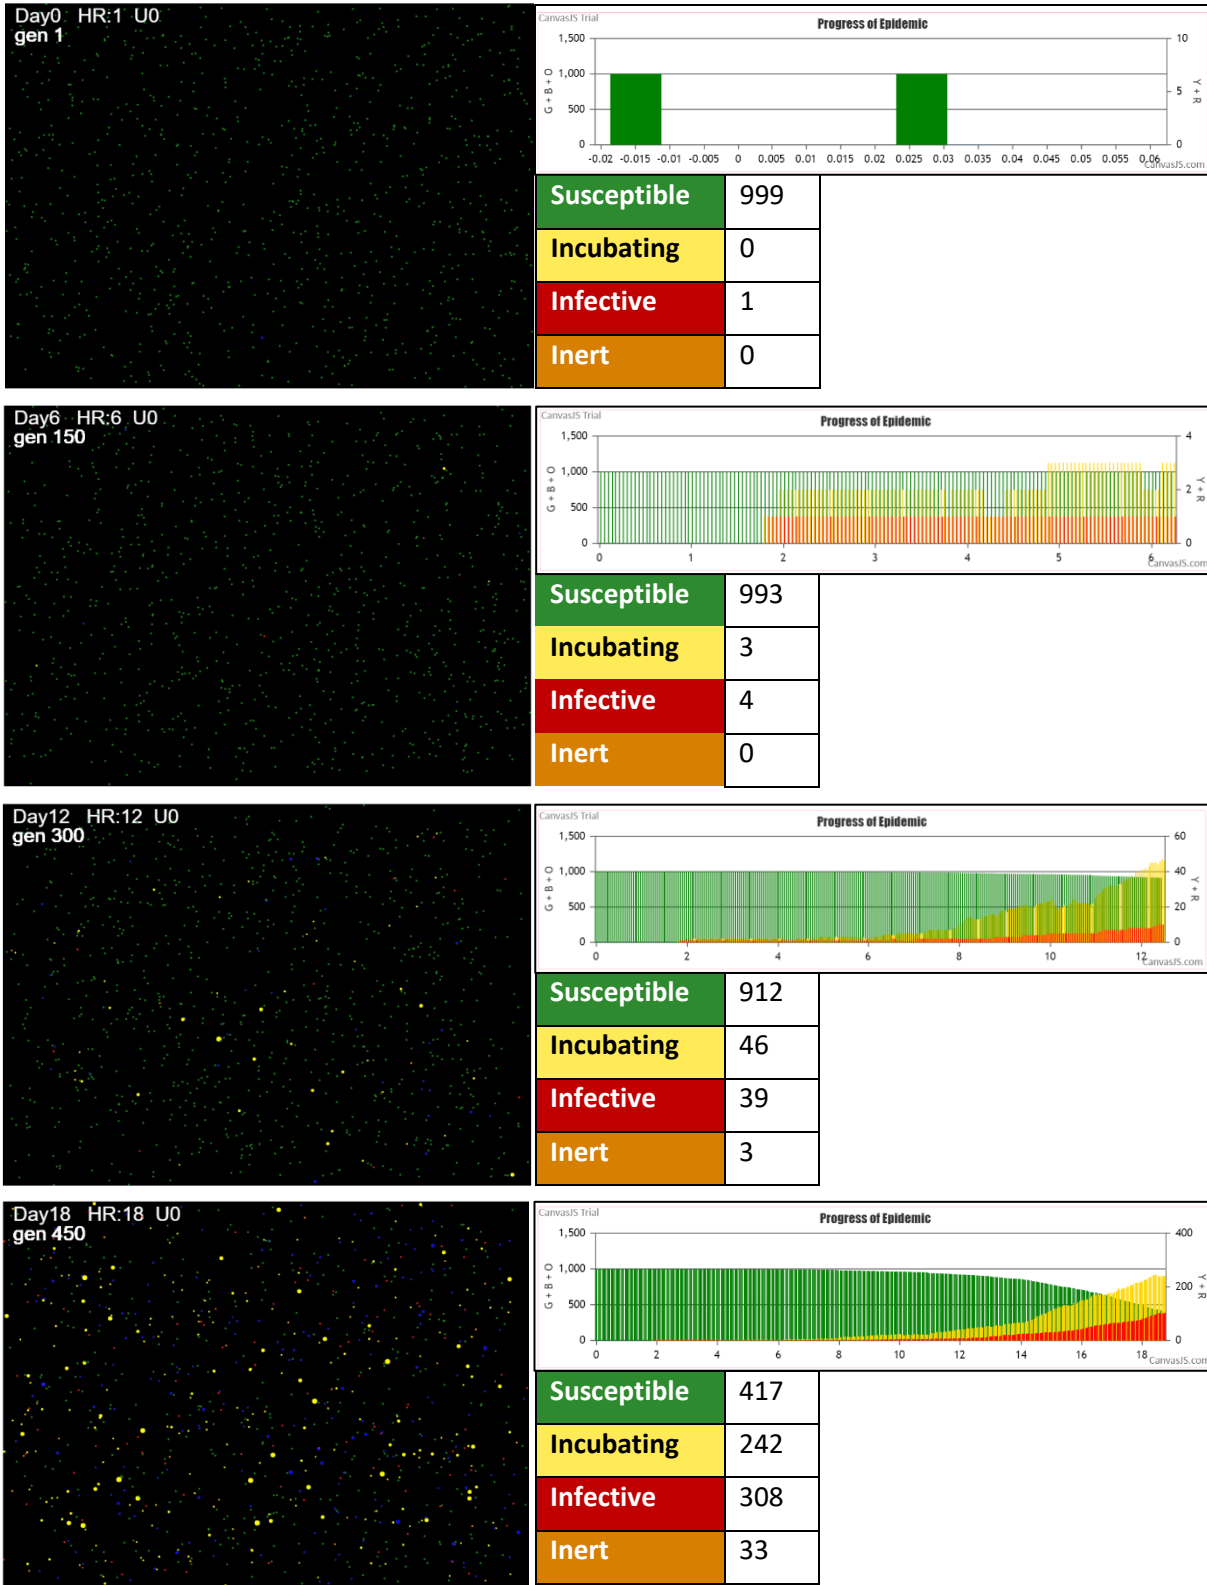 Day0 HR:1 U0
gen 1
CanvasJS Trial
Progress of Epidemic
1,500
1,000
500
0
G + B + O
10
5
0
Y + R
-0.02 -0.015 -0.01 -0.005 0 0.005 0.01 0.015 0.02 0.025 0.03 0.035 0.04 0.045 0.05 0.055 0.06
CanvasJS.com
Susceptible 999
Incubating 0
Infective 1
Inert 0
Day6 HR:6 U0
gen 150
CanvasJS Trial
Progress of Epidemic
1,500
1,000
500
0
G + B + O
4
2
0
Y + R
0 1 2 3 4 5 6
CanvasJS.com
Susceptible 993
Incubating 3
Infective 4
Inert 0
Day12 HR:12 U0
gen 300
CanvasJS Trial
Progress of Epidemic
1,500
1,000
500
0
G + B + O
60
40
20
0
Y + R
0 2 4 6 8 10 12
CanvasJS.com
Susceptible 912
Incubating 46
Infective 39
Inert 3
Day18 HR:18 U0
gen 450
CanvasJS Trial
Progress of Epidemic
1,500
1,000
500
0
G + B + O
400
200
0
Y + R
0 2 4 6 8 10 12 14 16 18
CanvasJS.com
Susceptible 417
Incubating 242
Infective 308
Inert 33